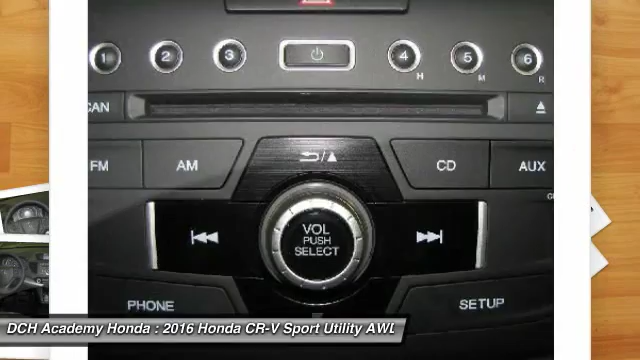 1 2 3 4 5 6
H M R
CAN
FM AM CD AUX
VOL
PUSH
SELECT
PHONE SETUP
DCH Academy Honda : 2016 Honda CR-V Sport Utility AWL